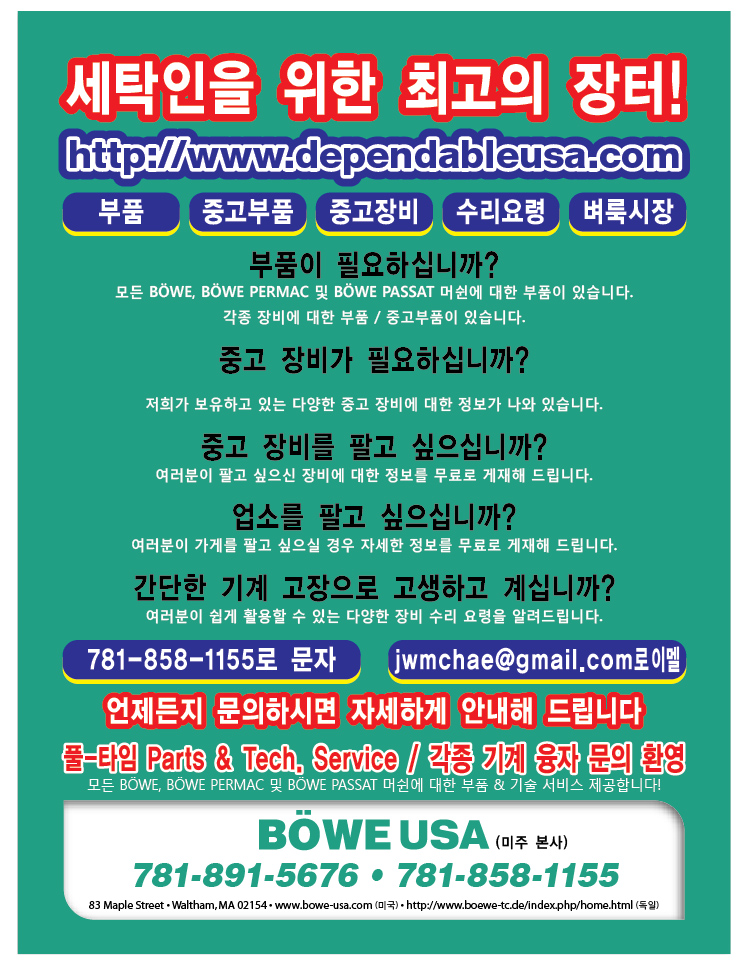 세탁인을 위한 최고의 장터!
http://www.dependableusa.com
부품 중고부품 중고장비 수리요령 벼룩시장
부품이 필요하십니까?
모든 BÖWE, BÖWE PERMAC 및 BÖWE PASSAT 머쉰에 대한 부품이 있습니다.
각종 장비에 대한 부품 / 중고부품이 있습니다.
중고 장비가 필요하십니까?
저희가 보유하고 있는 다양한 중고 장비에 대한 정보가 나와 있습니다.
중고 장비를 팔고 싶으십니까?
여러분이 팔고 싶으신 장비에 대한 정보를 무료로 게재해 드립니다.
업소를 팔고 싶으십니까?
여러분이 가게를 팔고 싶으실 경우 자세한 정보를 무료로 게재해 드립니다.
간단한 기계 고장으로 고생하고 계십니까?
여러분이 쉽게 활용할 수 있는 다양한 장비 수리 요령을 알려드립니다.
781-858-1155로 문자 jwmchae@gmail.com로이멜
언제든지 문의하시면 자세하게 안내해 드립니다
풀-타임 Parts & Tech. Service / 각종 기계 융자 문의 환영
모든 BÖWE, BÖWE PERMAC 및 BÖWE PASSAT 머쉰에 대한 부품 & 기술 서비스 제공합니다!
BÖWE USA (미주 본사)
781-891-5676 • 781-858-1155
83 Maple Street • Waltham, MA 02154 • www.bowe-usa.com (미국) • http://www.boewe-tc.de/index.php/home.html (독일)